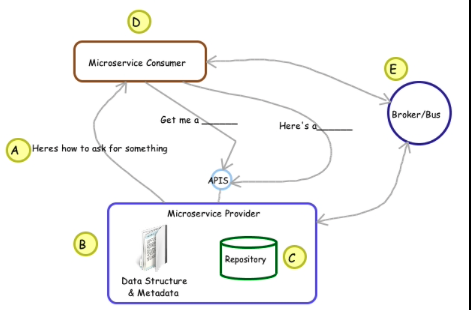 D
Microservice Consumer
E
Broker/Bus
Get me a ______
Here's a______
A
Heres how to ask for something
APIS
Microservice Provider
B
Repository
C
Data Structure
& Metadata